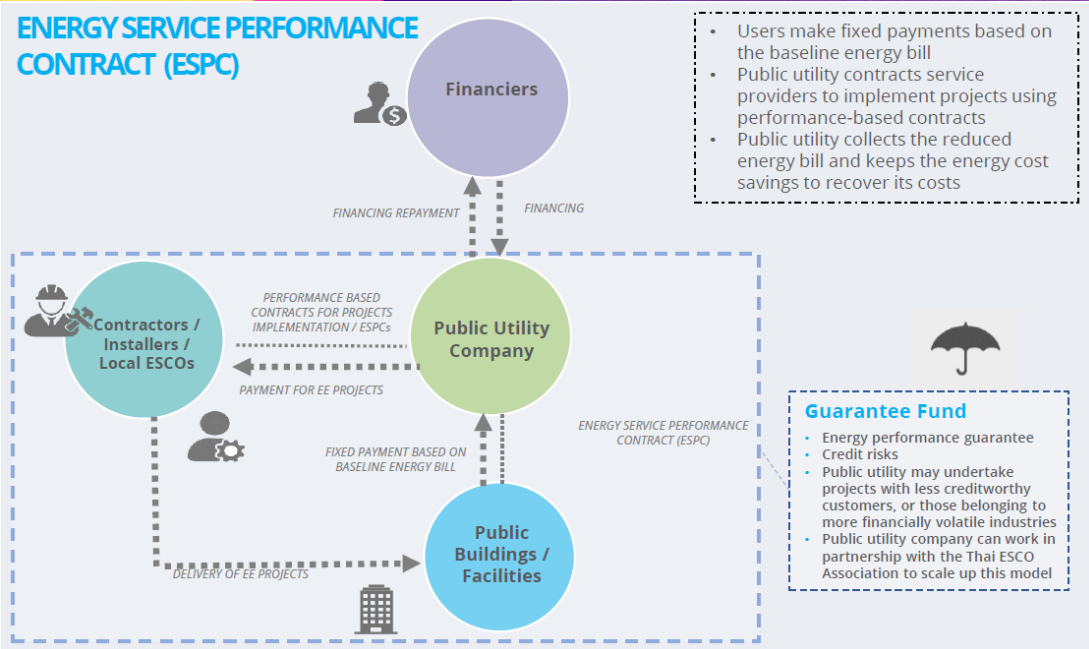 ENERGY SERVICE PERFORMANCE
CONTRACT (ESPC)
Financiers
• Users make fixed payments based on
the baseline energy bill
• Public utility contracts service
providers to implement projects using
performance-based contracts
• Public utility collects the reduced
energy bill and keeps the energy cost
savings to recover its costs
FINANCING REPAYMENT
FINANCING
Contractors /
Installers /
Local ESCOs
PERFORMANCE BASED
CONTRACTS FOR PROJECTS
IMPLEMENTATION / ESPCs
PAYMENT FOR EE PROJECTS
Public Utility
Company
FIXED PAYMENT BASED ON
BASELINE ENERGY BILL
ENERGY SERVICE PERFORMANCE
CONTRACT (ESPC)
Public
Buildings /
Facilities
DELIVERY OF EE PROJECTS
Guarantee Fund
• Energy performance guarantee
• Credit risks
• Public utility may undertake
projects with less creditworthy
customers, or those belonging to
more financially volatile industries
• Public utility company can work in
partnership with the Thai ESCO
Association to scale up this model